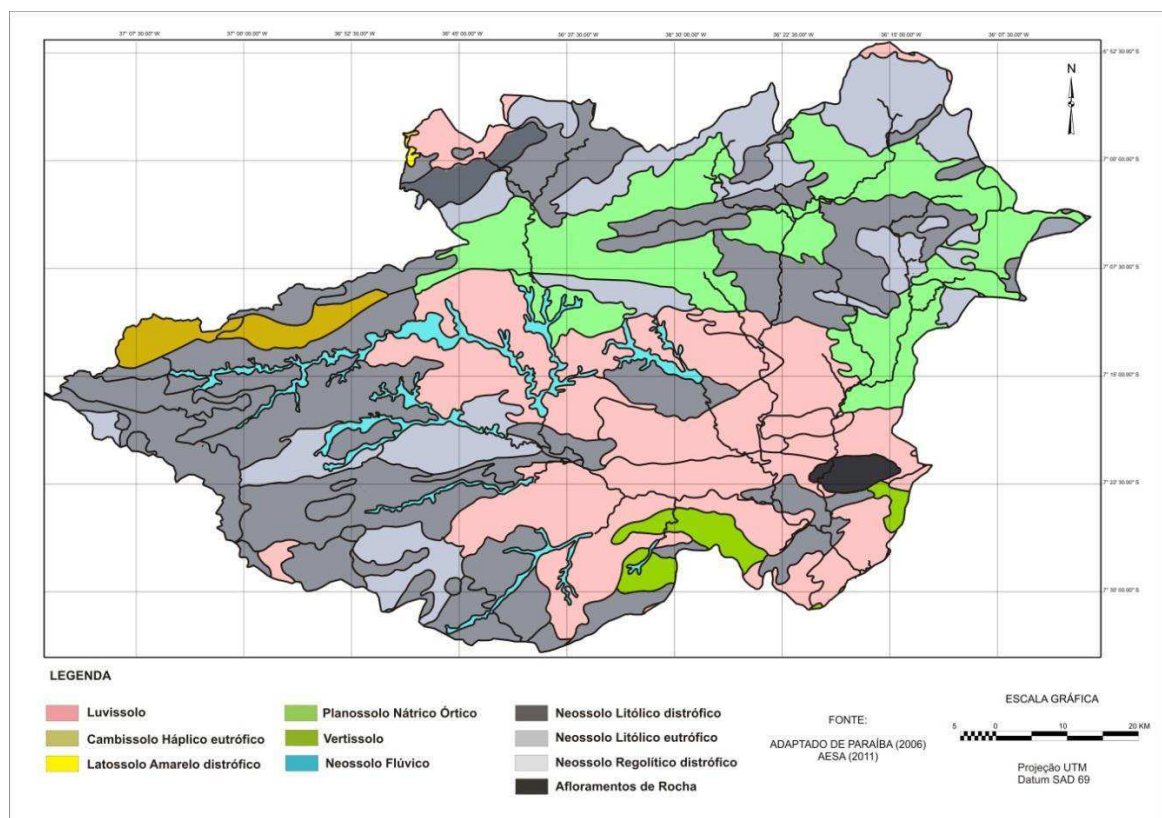 37° 07' 30.00" W 37° 00' 00.00" W 36° 52' 30.00" W 36° 45' 00.00" W 36° 37' 30.00" W 36° 30' 00.00" W 36° 22' 30.00" W 36° 15' 00.00" W 36° 07' 30.00" W
6° 52' 30.00" S
N
7° 00' 00.00" S
7° 07' 30.00" S
7° 15' 00.00" S
7° 22' 30.00" S
7° 30' 00.00" S
LEGENDA
Luvissolo
Cambissolo Háplico eutrófico
Latossolo Amarelo distrófico
Planossolo Nátrico Órtico
Vertissolo
Neossolo Flúvico
Neossolo Litólico distrófico
Neossolo Litólico eutrófico
Neossolo Regolítico distrófico
Afloramentos de Rocha
FONTE:
ADAPTADO DE PARAÍBA (2006)
AESA (2011)
ESCALA GRÁFICA
5 0 10 20 KM
Projeção UTM
Datum SAD 69